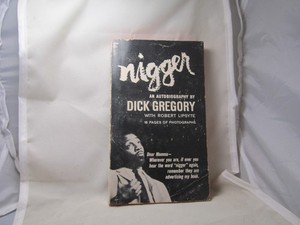 nigger
AN AUTOBIOGRAPHY BY
DICK GREGORY
WITH ROBERT LIPSYTE
16 PAGES OF PHOTOGRAPHS
Dear Momma—
Wherever you are, if ever you
hear the word "nigger" again,
remember they are
advertising my book.